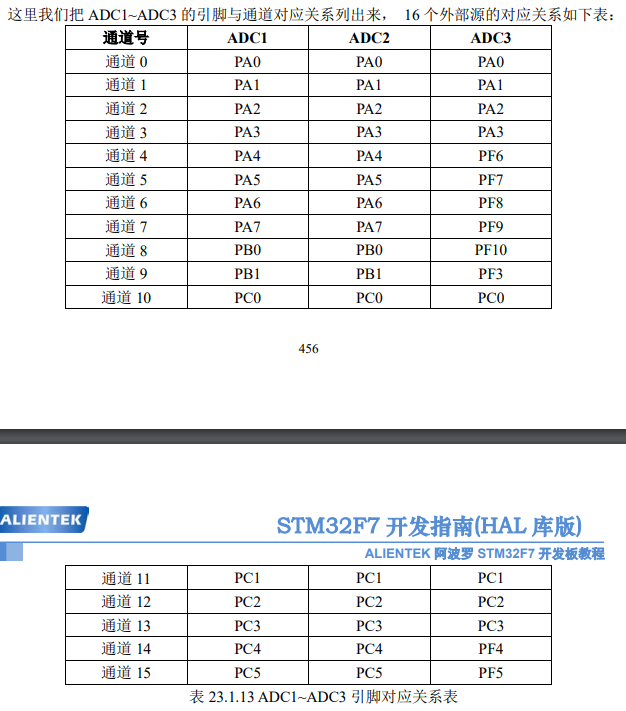 这里我们把 ADC1~ADC3 的引脚与通道对应关系列出来， 16 个外部源的对应关系如下表：
通道号 ADC1 ADC2 ADC3
通道 0 PA0 PA0 PA0
通道 1 PA1 PA1 PA1
通道 2 PA2 PA2 PA2
通道 3 PA3 PA3 PA3
通道 4 PA4 PA4 PF6
通道 5 PA5 PA5 PF7
通道 6 PA6 PA6 PF8
通道 7 PA7 PA7 PF9
通道 8 PB0 PB0 PF10
通道 9 PB1 PB1 PF3
通道 10 PC0 PC0 PC0
456
ALIENTEK
STM32F7 开发指南(HAL 库版)
ALIENTEK 阿波罗 STM32F7 开发板教程
通道 11 PC1 PC1 PC1
通道 12 PC2 PC2 PC2
通道 13 PC3 PC3 PC3
通道 14 PC4 PC4 PF4
通道 15 PC5 PC5 PF5
表 23.1.13 ADC1~ADC3 引脚对应关系表